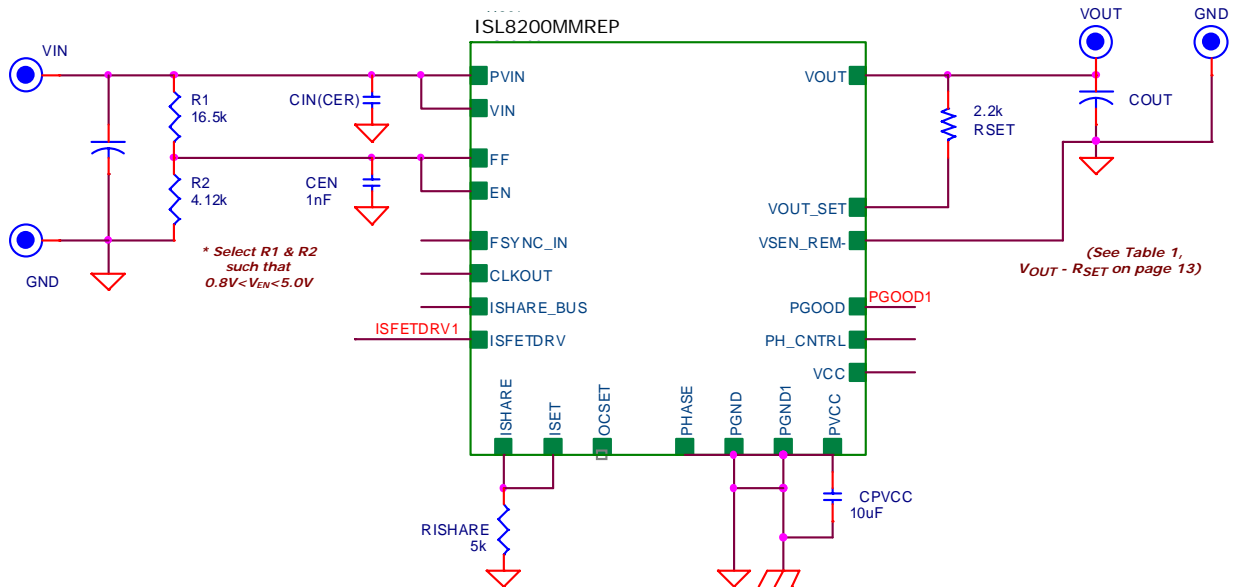 ISL8200MMREP
VOUT
GND
VIN
R1
16.5k
CIN(CER)
PVIN
VIN
VOUT
COUT
2.2k
RSET
FF
EN
R2
4.12k
CEN
1nF
VOUT_SET
VSEN_REM-
FSYNC_IN
CLKOUT
ISHARE_BUS
ISFETDRV
ISFETDRV1
GND
* Select R1 & R2
such that
0.8V<VEN<5.0V
(See Table 1,
VOUT - RSET on page 13)
PGOOD
PGOOD1
PH_CNTRL
VCC
ISHARE
ISET
OCSET
PHASE
PGND
PGND1
PVCC
RISHARE
5k
CPVCC
10uF